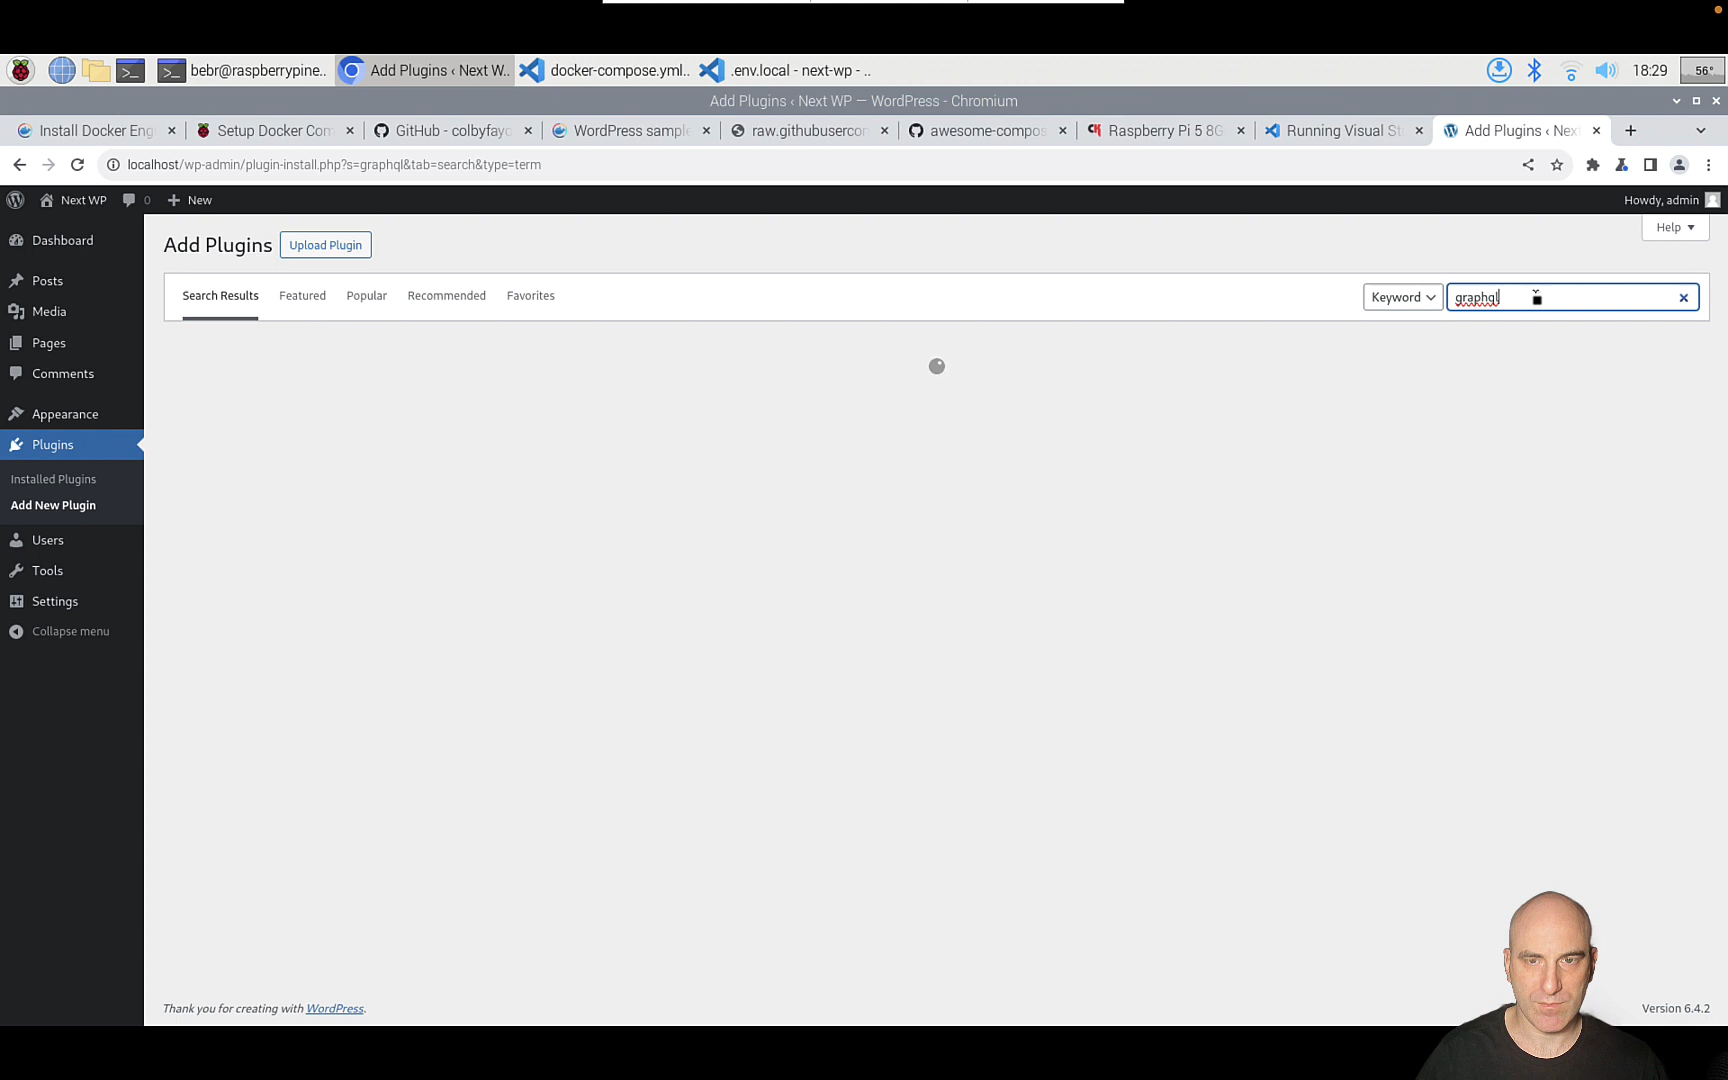 bebr@raspberrypine..
Add Plugins ‹ Next W..
docker-compose.yml..
.env.local - next-wp - ..
18:29
56°
Add Plugins ‹ Next WP — WordPress - Chromium
Install Docker Eng
Setup Docker Com
GitHub - colbyfayo
WordPress sample
raw.githubusercon
awesome-compos
Raspberry Pi 5 8G
Running Visual St
Add Plugins ‹ Next
localhost/wp-admin/plugin-install.php?s=graphql&tab=search&type=term
Next WP
0
New
Howdy, admin
Dashboard
Posts
Media
Pages
Comments
Appearance
Plugins
Installed Plugins
Add New Plugin
Users
Tools
Settings
Collapse menu
Add Plugins
Upload Plugin
Help
Search Results
Featured
Popular
Recommended
Favorites
Keyword
graphql
Thank you for creating with WordPress.
Version 6.4.2